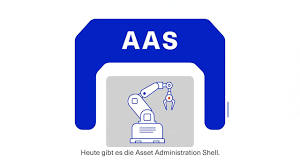 AAS
Heute gibt es die Asset Administration Shell.